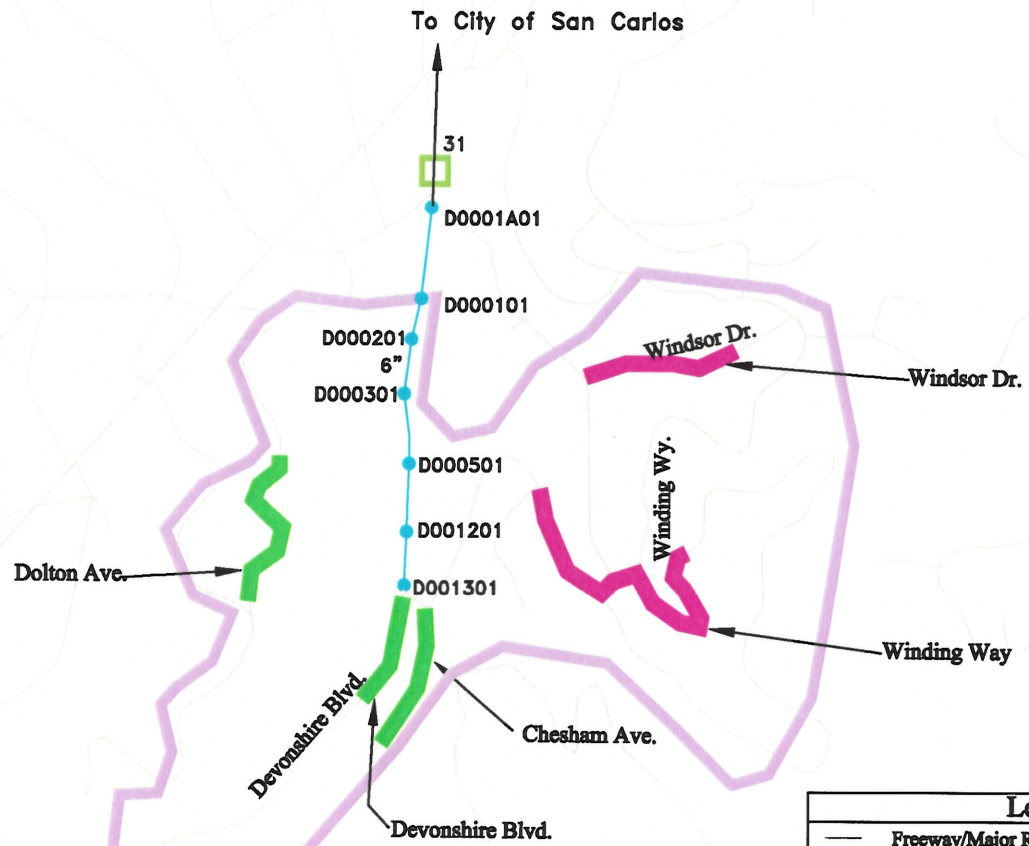 To City of San Carlos
31
D0001A01
D000101
D000201
6"
D000301
Windsor Dr.
Windsor Dr.
D000501
Winding Wy.
D001201
Dolton Ave.
D001301
Winding Way
Devonshire Blvd.
Chesham Ave.
Devonshire Blvd.
Freeway/Major